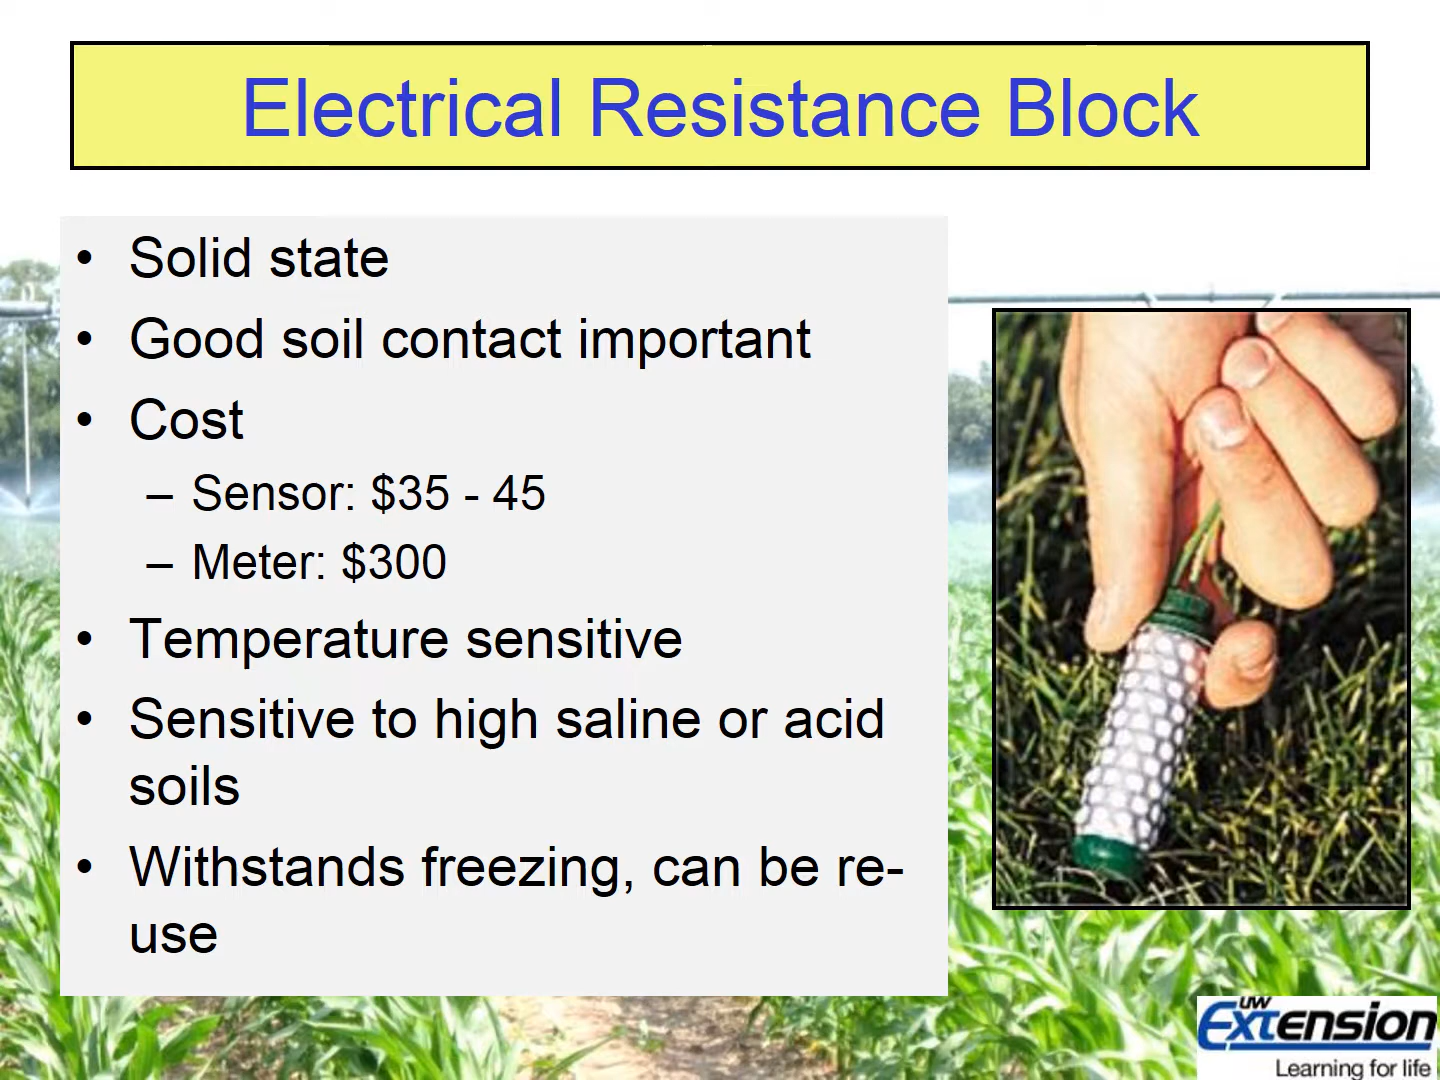 Electrical Resistance Block
• Solid state
• Good soil contact important
• Cost
– Sensor: $35 - 45
– Meter: $300
• Temperature sensitive
• Sensitive to high saline or acid
soils
• Withstands freezing, can be re-
use
UW
Extension
Learning for life